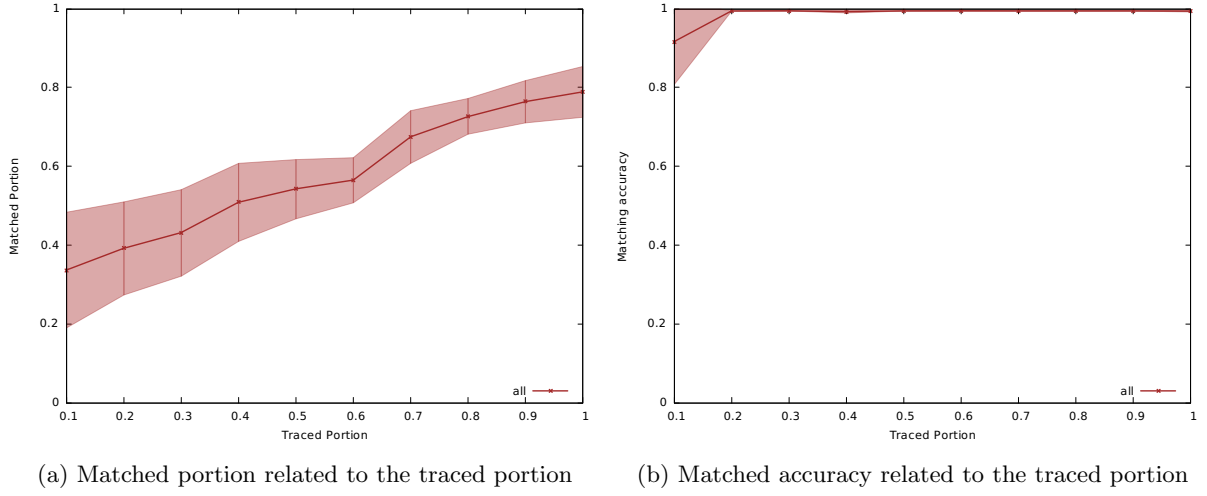 1
0.8
0.6
0.4
0.2
0
Matched Portion
all
0.1 0.2 0.3 0.4 0.5 0.6 0.7 0.8 0.9 1
Traced Portion
(a) Matched portion related to the traced portion
1
0.8
0.6
0.4
0.2
0
Matching accuracy
all
0.1 0.2 0.3 0.4 0.5 0.6 0.7 0.8 0.9 1
Traced Portion
(b) Matched accuracy related to the traced portion